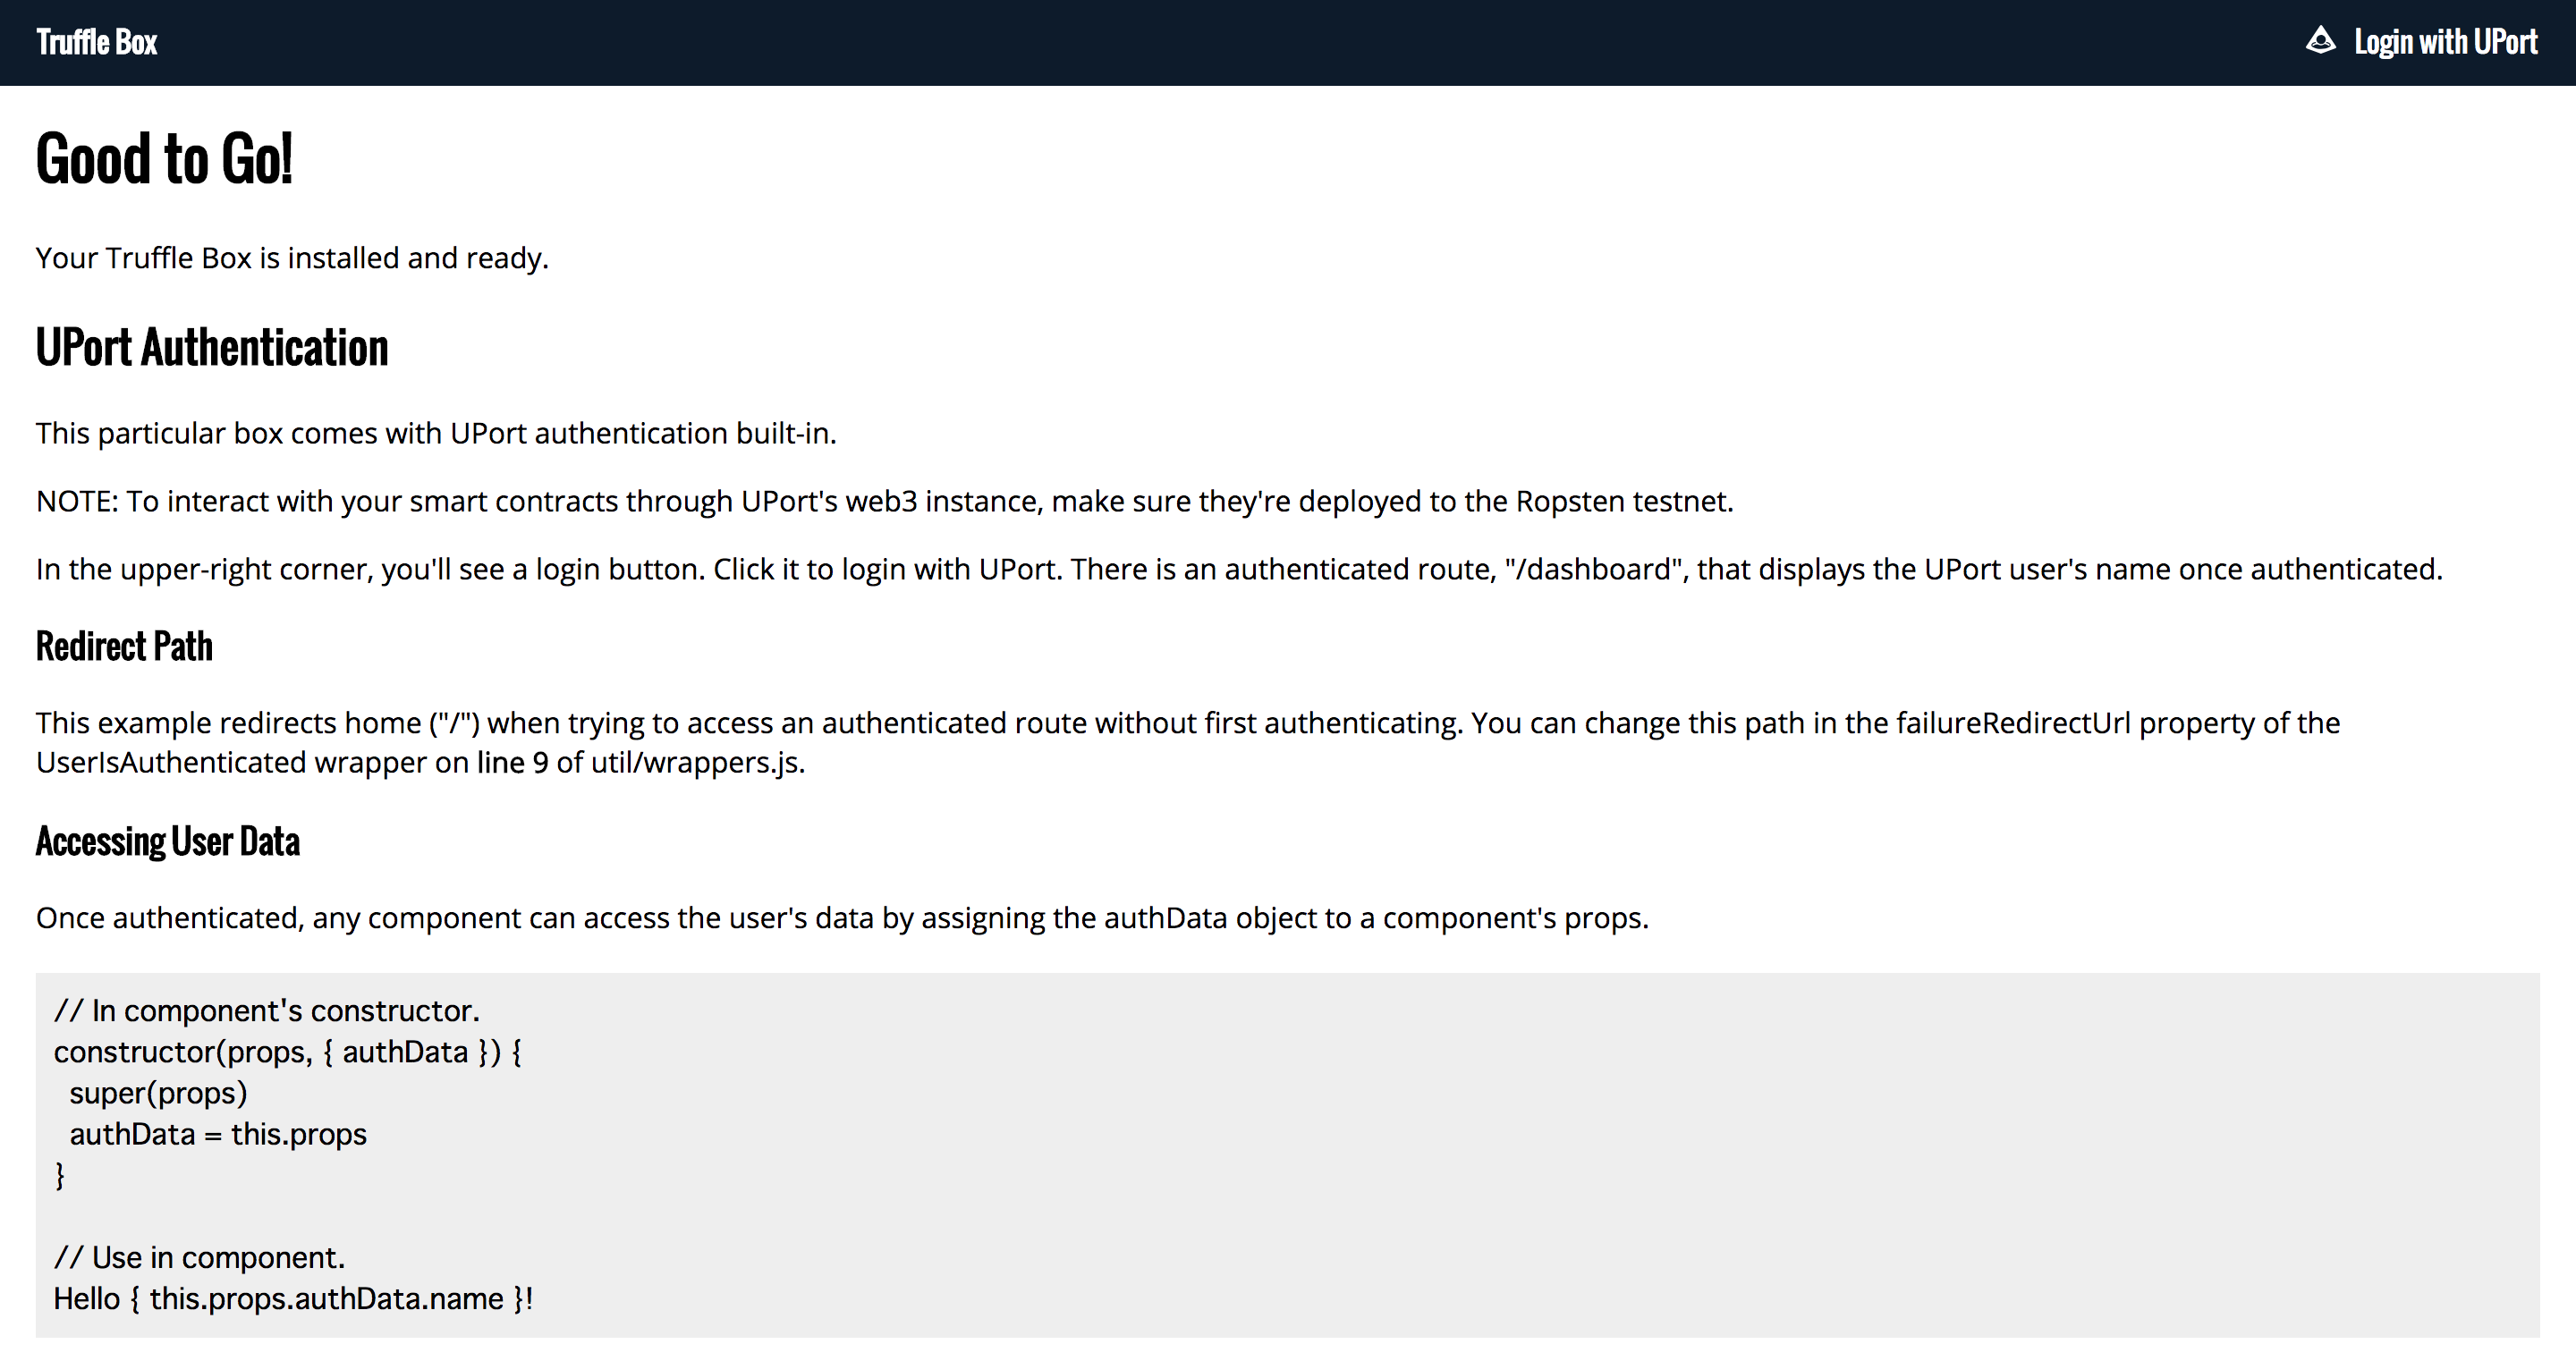 Truffle Box
Login with UPort
Good to Go!
Your Truffle Box is installed and ready.
UPort Authentication
This particular box comes with UPort authentication built-in.
NOTE: To interact with your smart contracts through UPort's web3 instance, make sure they're deployed to the Ropsten testnet.
In the upper-right corner, you'll see a login button. Click it to login with UPort. There is an authenticated route, "/dashboard", that displays the UPort user's name once authenticated.
Redirect Path
This example redirects home ("/") when trying to access an authenticated route without first authenticating. You can change this path in the failureRedirectUrl property of the
UserIsAuthenticated wrapper on line 9 of util/wrappers.js.
Accessing User Data
Once authenticated, any component can access the user's data by assigning the authData object to a component's props.
// In component's constructor.
constructor(props, { authData }) {
  super(props)
  authData = this.props
}
// Use in component.
Hello { this.props.authData.name }!